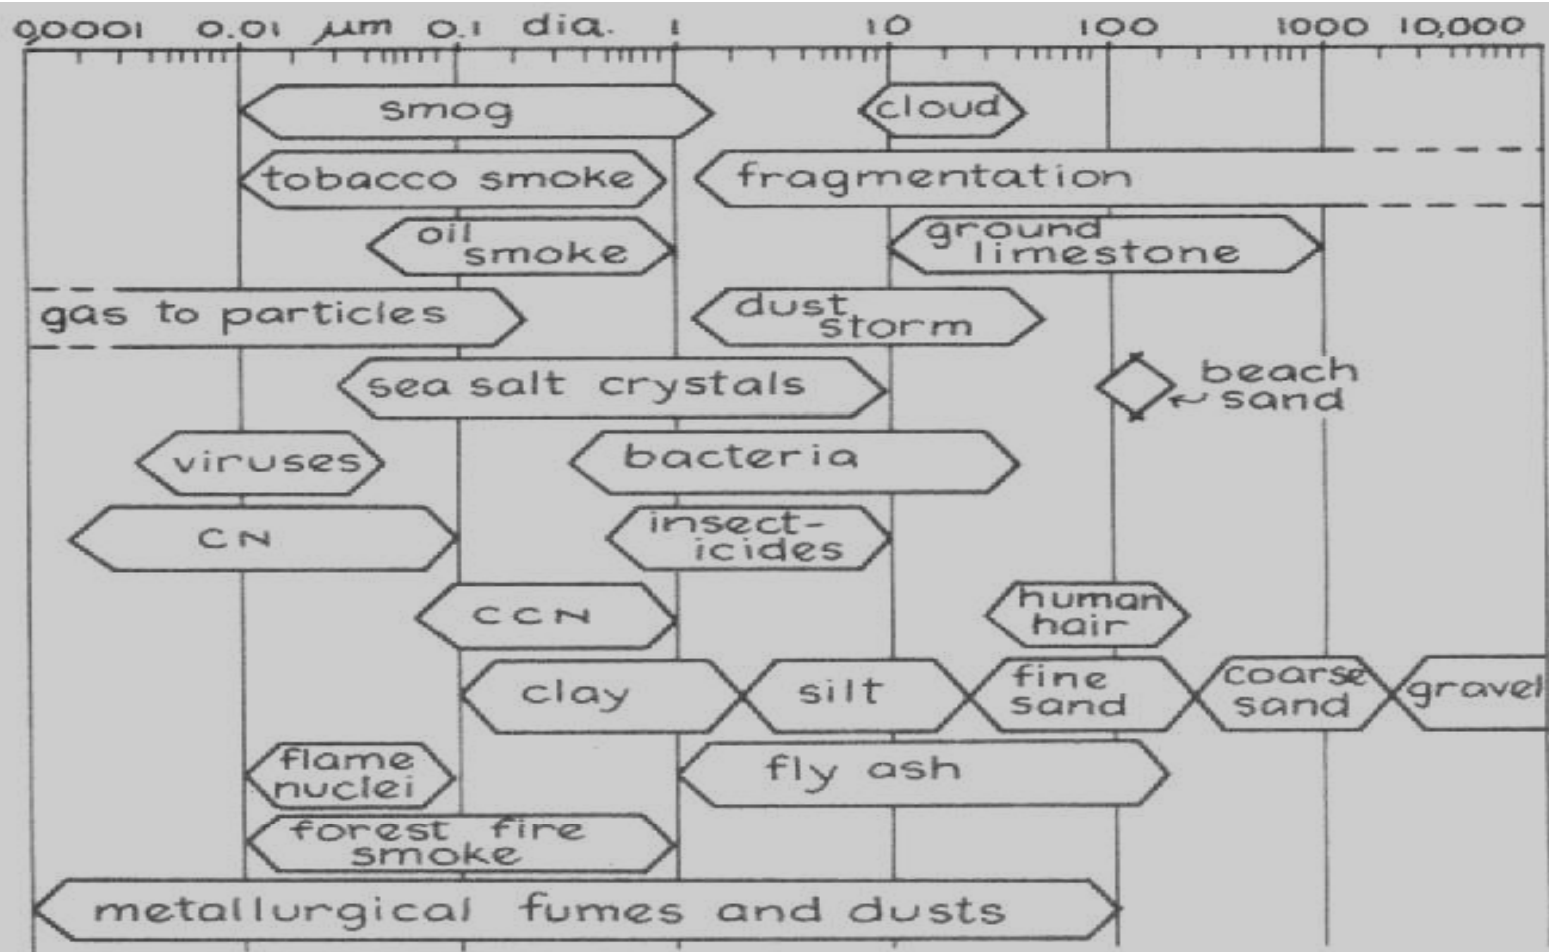 0.0001 0.01 μm 0.1 dia. 1 10 100 1000 10,000
smog cloud
tobacco smoke fragmentation
oil smoke ground limestone
gas to particles dust storm
sea salt crystals beach sand
viruses bacteria
CN insect-icides
CCN human hair
clay silt fine sand coarse sand gravel
flame nuclei fly ash
forest fire smoke
metallurgical fumes and dusts